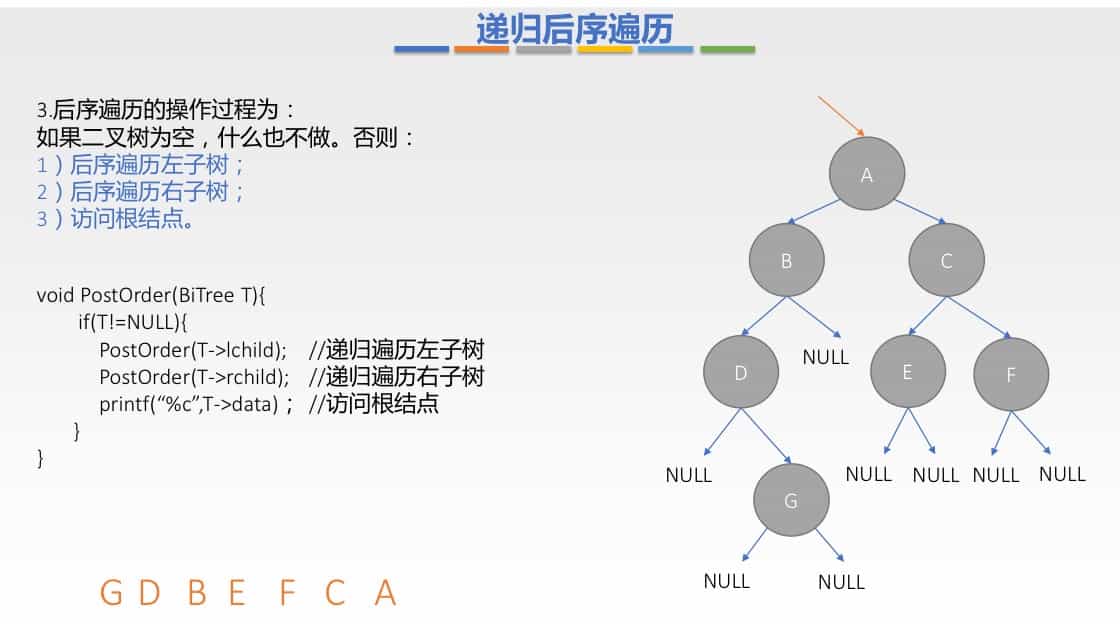 递归后序遍历
3.后序遍历的操作过程为：
如果二叉树为空，什么也不做。否则：
1）后序遍历左子树；
2）后序遍历右子树；
3）访问根结点。
void PostOrder(BiTree T){
if(T!=NULL){
PostOrder(T->lchild); //递归遍历左子树
PostOrder(T->rchild); //递归遍历右子树
printf(“%c”,T->data)； //访问根结点
}
}
G D B E F C A
A
B C
D NULL E F
NULL G NULL NULL NULL NULL
NULL NULL